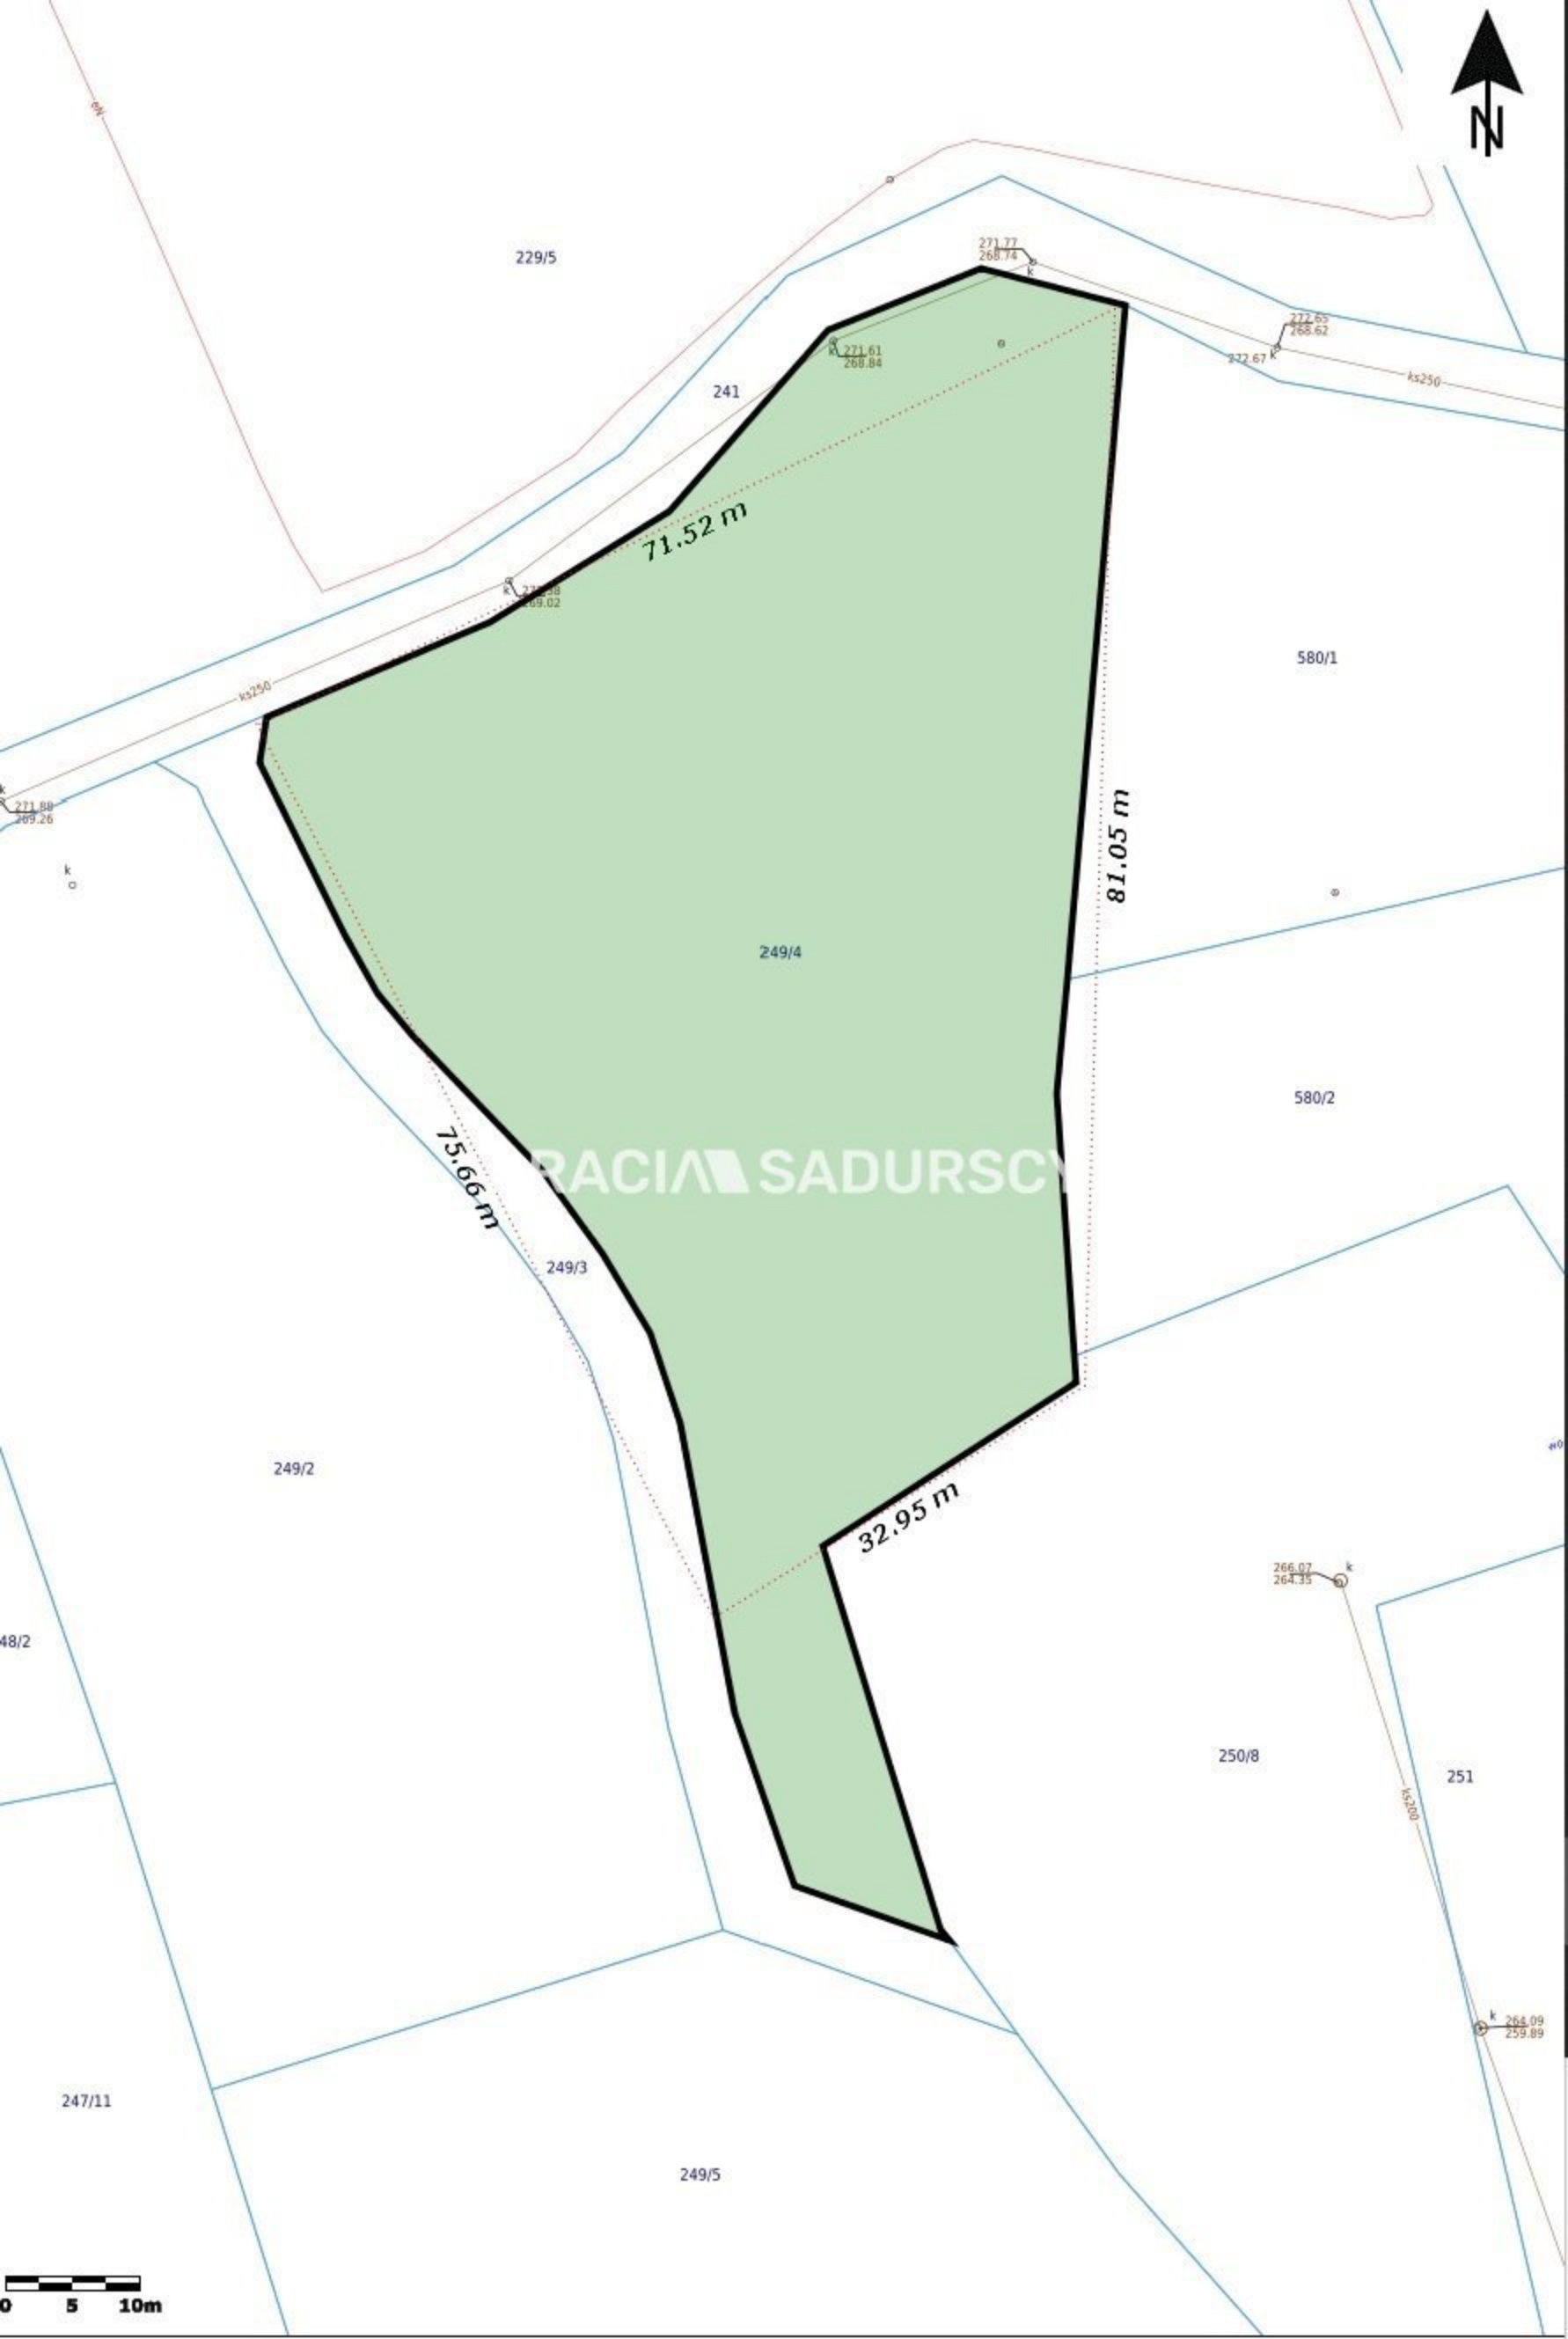 eN
N
229/5
271.77
268.74
k
272.65
268.62
272.67 k
ks250
k 271.61
268.84
241
71.52 m
k
269.02
580/1
ks250
k
271.88
269.26
k
81.05 m
249/4
580/2
75.66 m
RACIA SADURSCY
249/3
249/2
32.95 m
266.07
264.35
k
48/2
250/8
251
ks200
k 264.09
259.89
247/11
249/5
0 5 10m